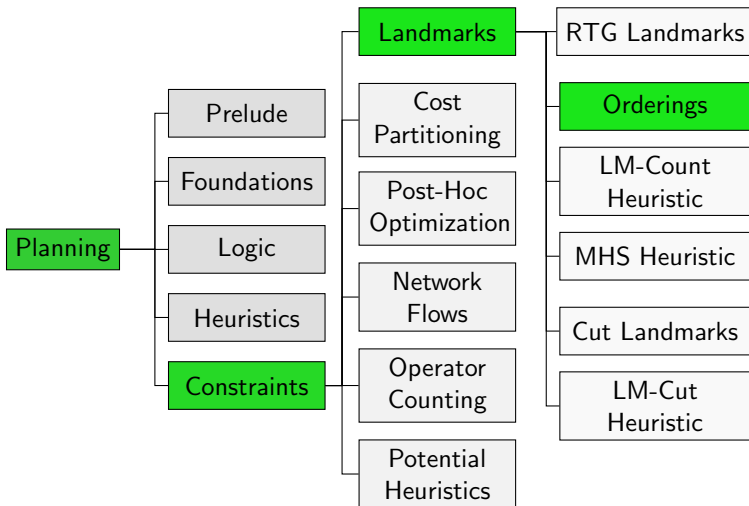 Planning
Prelude
Foundations
Logic
Heuristics
Constraints
Landmarks
Cost
Partitioning
Post-Hoc
Optimization
Network
Flows
Operator
Counting
Potential
Heuristics
RTG Landmarks
Orderings
LM-Count
Heuristic
MHS Heuristic
Cut Landmarks
LM-Cut
Heuristic